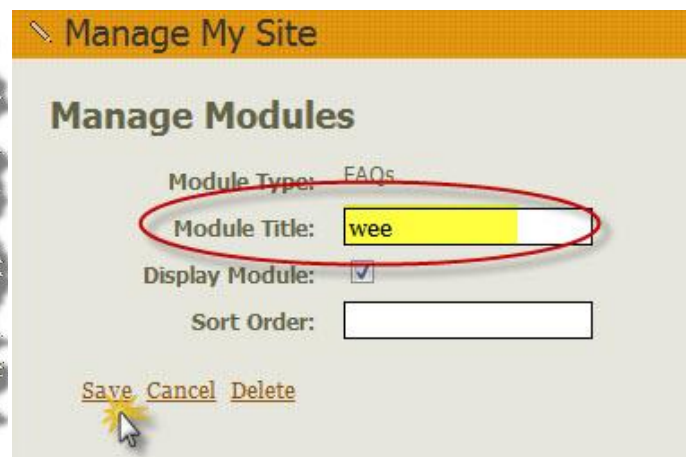 Manage My Site
Manage Modules
Module Type: FAQs
Module Title: wee
Display Module:
Sort Order:
Save Cancel Delete